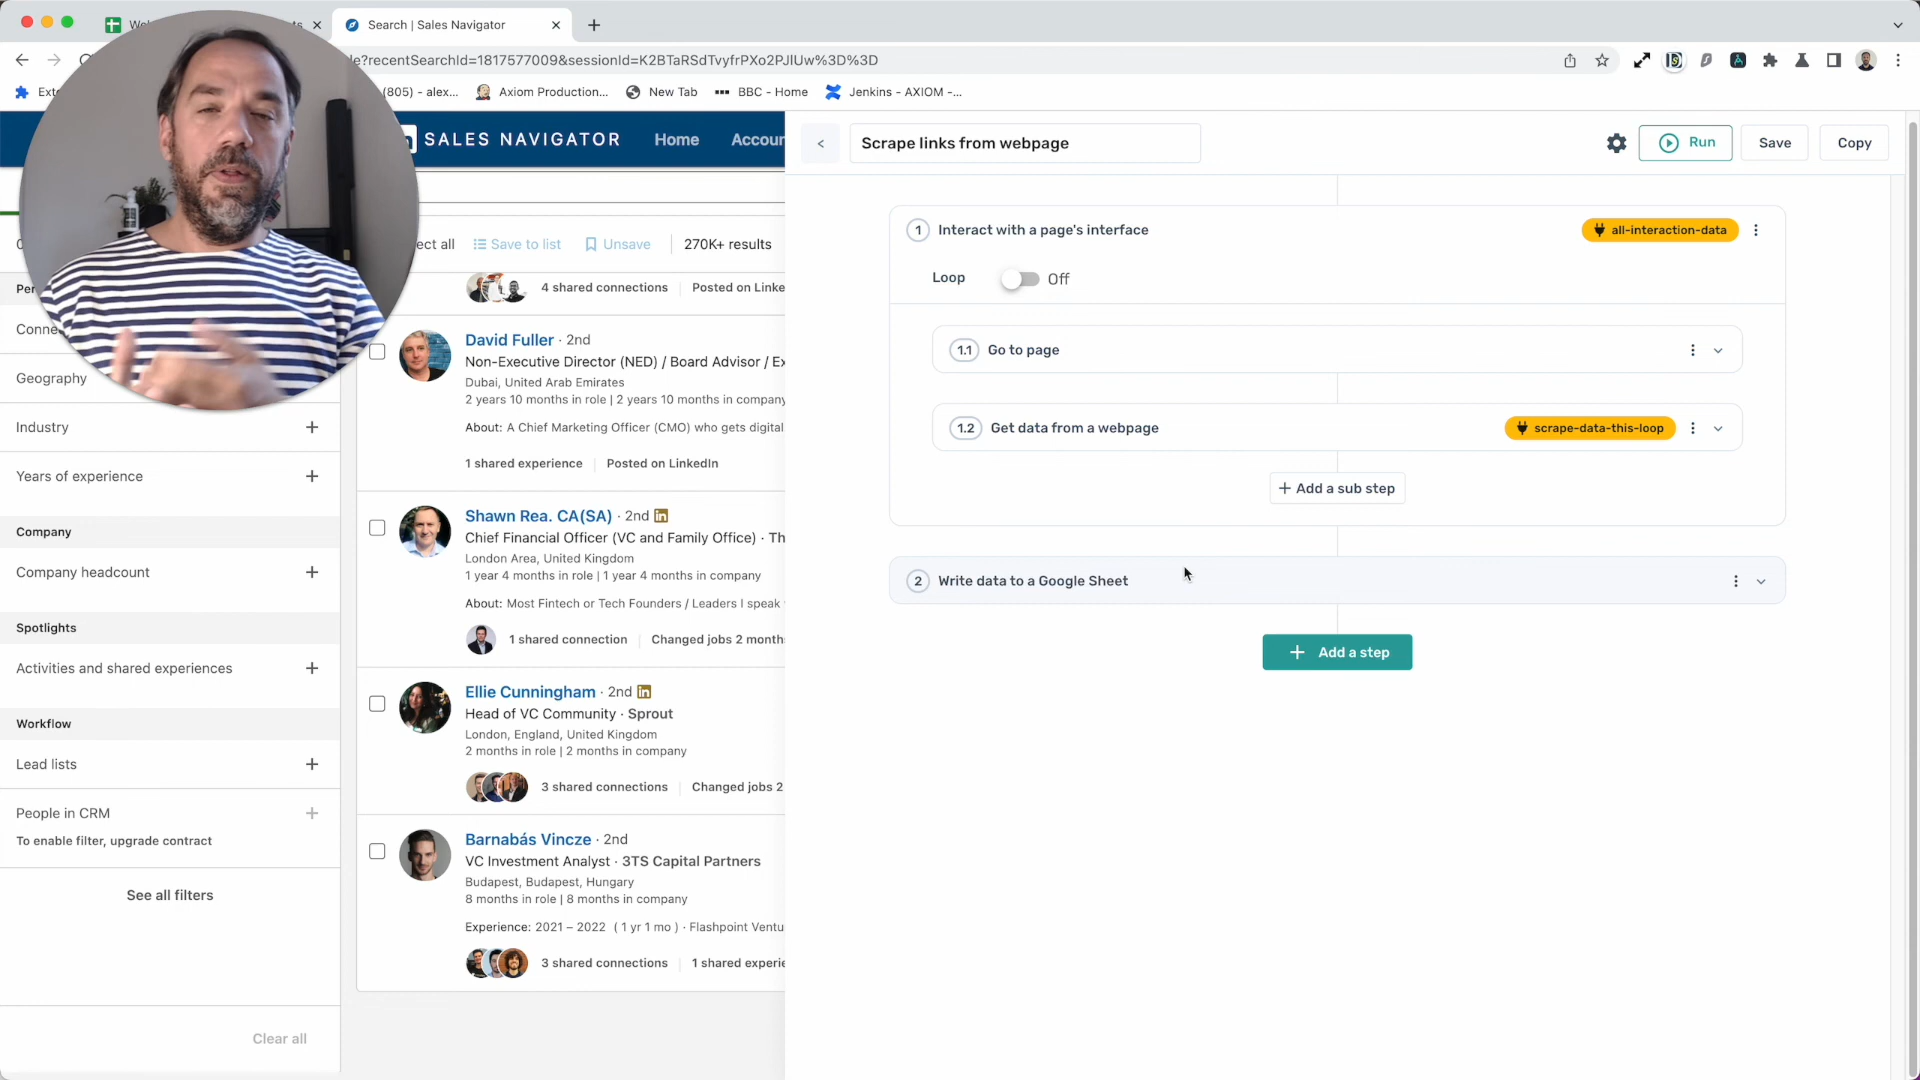 We
ts
Search | Sales Navigator
le?recentSearchId=1817577009&sessionId=K2BTaRSdTvyfrPXo2PJlUw%3D%3D
Exte
(805) - alex...
Axiom Production...
New Tab
BBC - Home
Jenkins - AXIOM -...
SALES NAVIGATOR
Home
Accoun
Scrape links from webpage
Run
Save
Copy
ect all
Save to list
Unsave
270K+ results
Per
Conne
Geography
Industry
Years of experience
Company
Company headcount
Spotlights
Activities and shared experiences
Workflow
Lead lists
People in CRM
To enable filter, upgrade contract
See all filters
Clear all
4 shared connections
Posted on Linke
David Fuller · 2nd
Non-Executive Director (NED) / Board Advisor / Ex
Dubai, United Arab Emirates
2 years 10 months in role | 2 years 10 months in company
About: A Chief Marketing Officer (CMO) who gets digital
1 shared experience
Posted on LinkedIn
Shawn Rea. CA(SA) · 2nd in
Chief Financial Officer (VC and Family Office) · Th
London Area, United Kingdom
1 year 4 months in role | 1 year 4 months in company
About: Most Fintech or Tech Founders / Leaders I speak
1 shared connection
Changed jobs 2 month
Ellie Cunningham · 2nd in
Head of VC Community · Sprout
London, England, United Kingdom
2 months in role | 2 months in company
3 shared connections
Changed jobs 2
Barnabás Vincze · 2nd
VC Investment Analyst · 3TS Capital Partners
Budapest, Budapest, Hungary
8 months in role | 8 months in company
Experience: 2021 – 2022 ( 1 yr 1 mo ) · Flashpoint Ventu
3 shared connections
1 shared experie
1 Interact with a page's interface
all-interaction-data
Loop
Off
1.1 Go to page
1.2 Get data from a webpage
scrape-data-this-loop
+ Add a sub step
2 Write data to a Google Sheet
+ Add a step